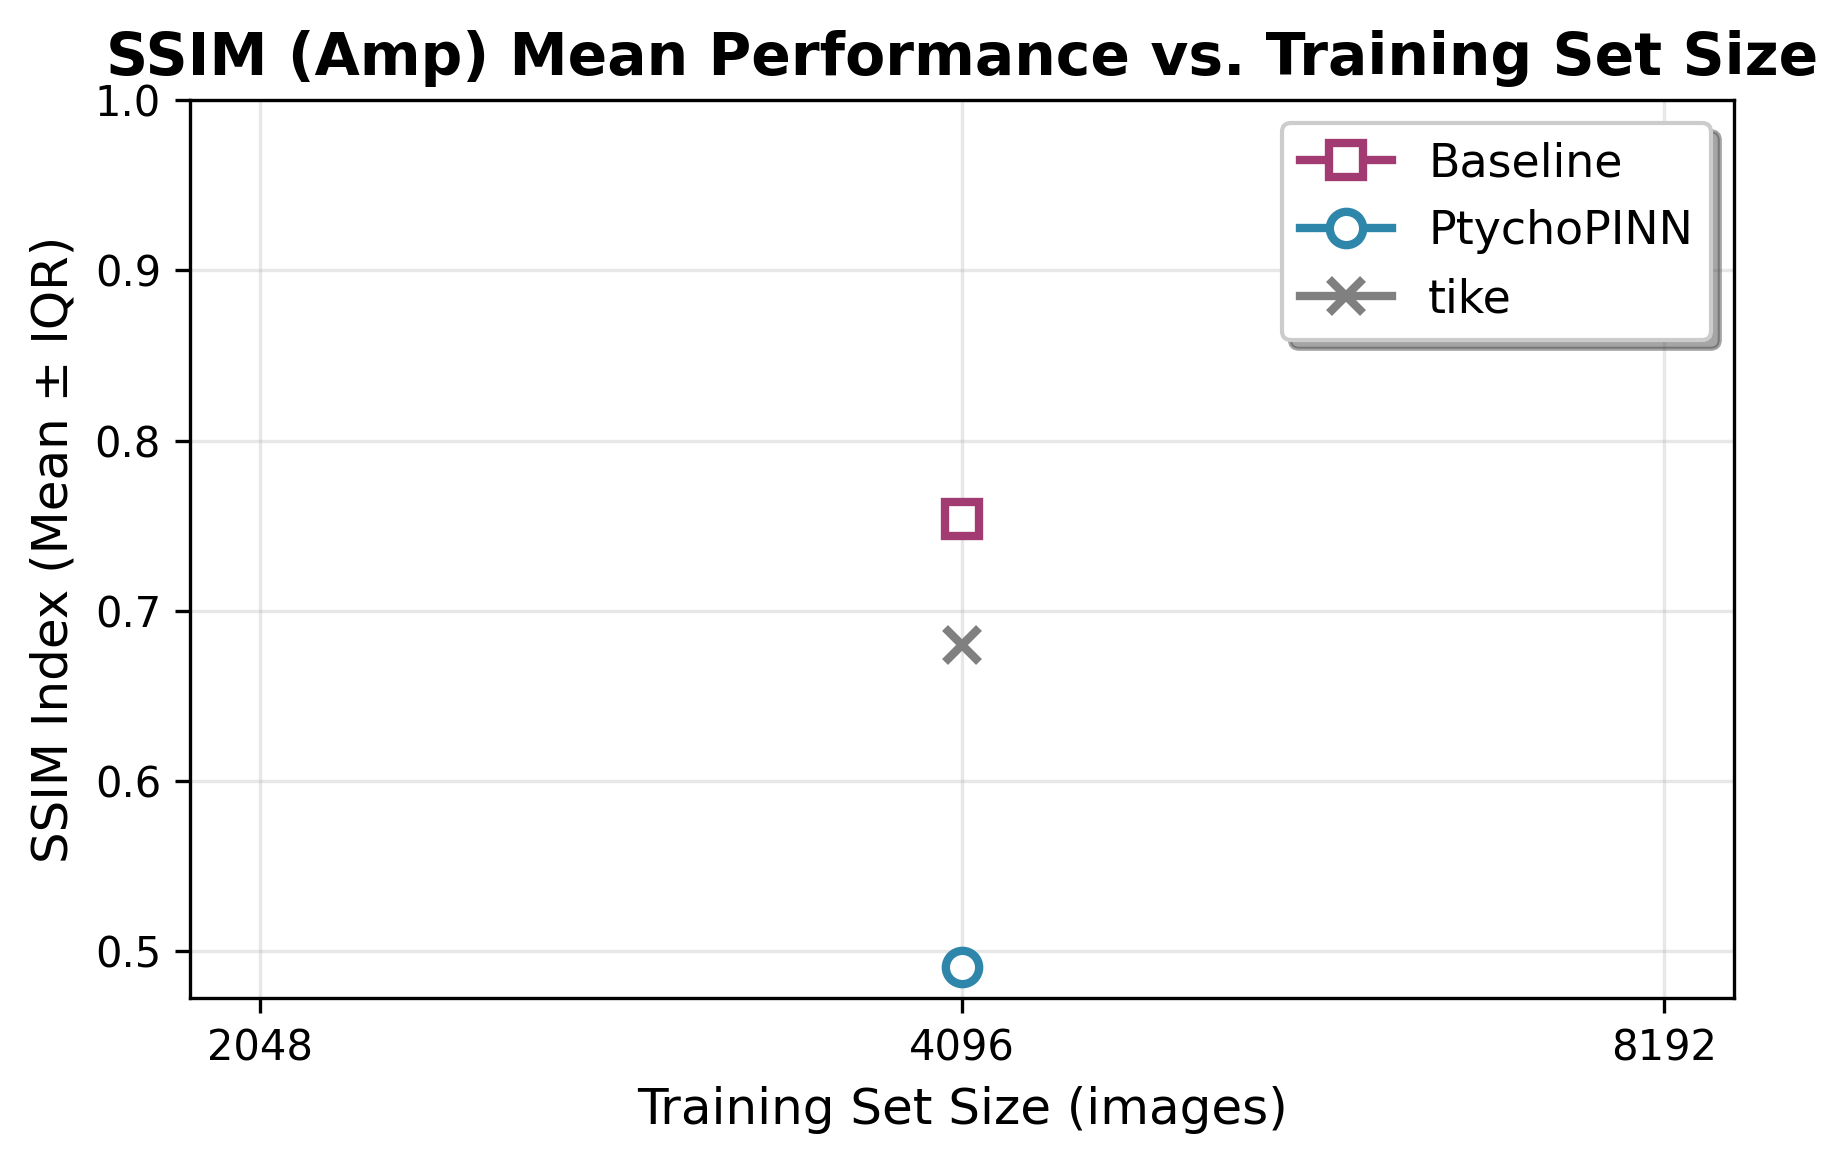 SSIM (Amp) Mean Performance vs. Training Set Size
SSIM Index (Mean ± IQR)
1.0
0.9
0.8
0.7
0.6
0.5
Baseline
PtychoPINN
tike
2048
4096
8192
Training Set Size (images)